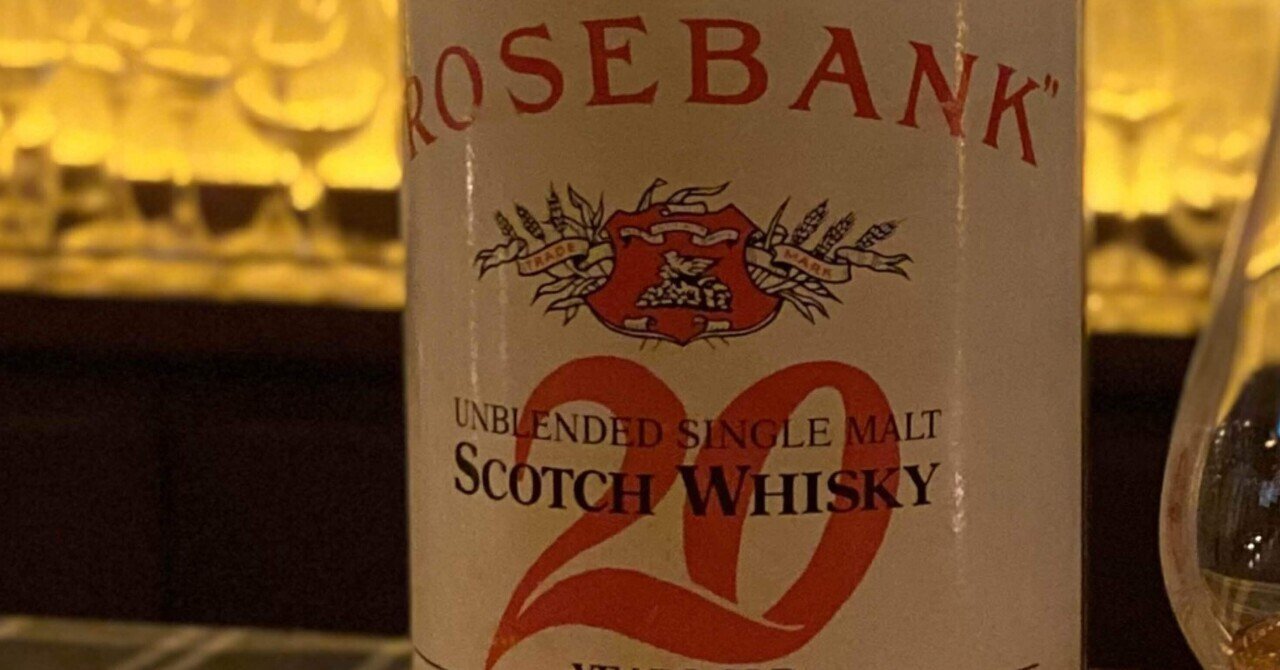 ROSEBANK"
TRADE MARK
20
UNBLENDED SINGLE MALT
SCOTCH WHISKY